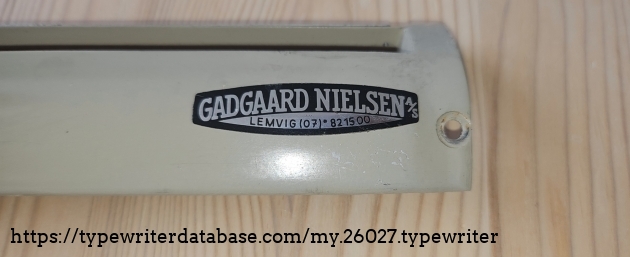 GADGAARD NIELSEN A/S
LEMVIG (07)* 821500
https://typewriterdatabase.com/my.26027.typewriter